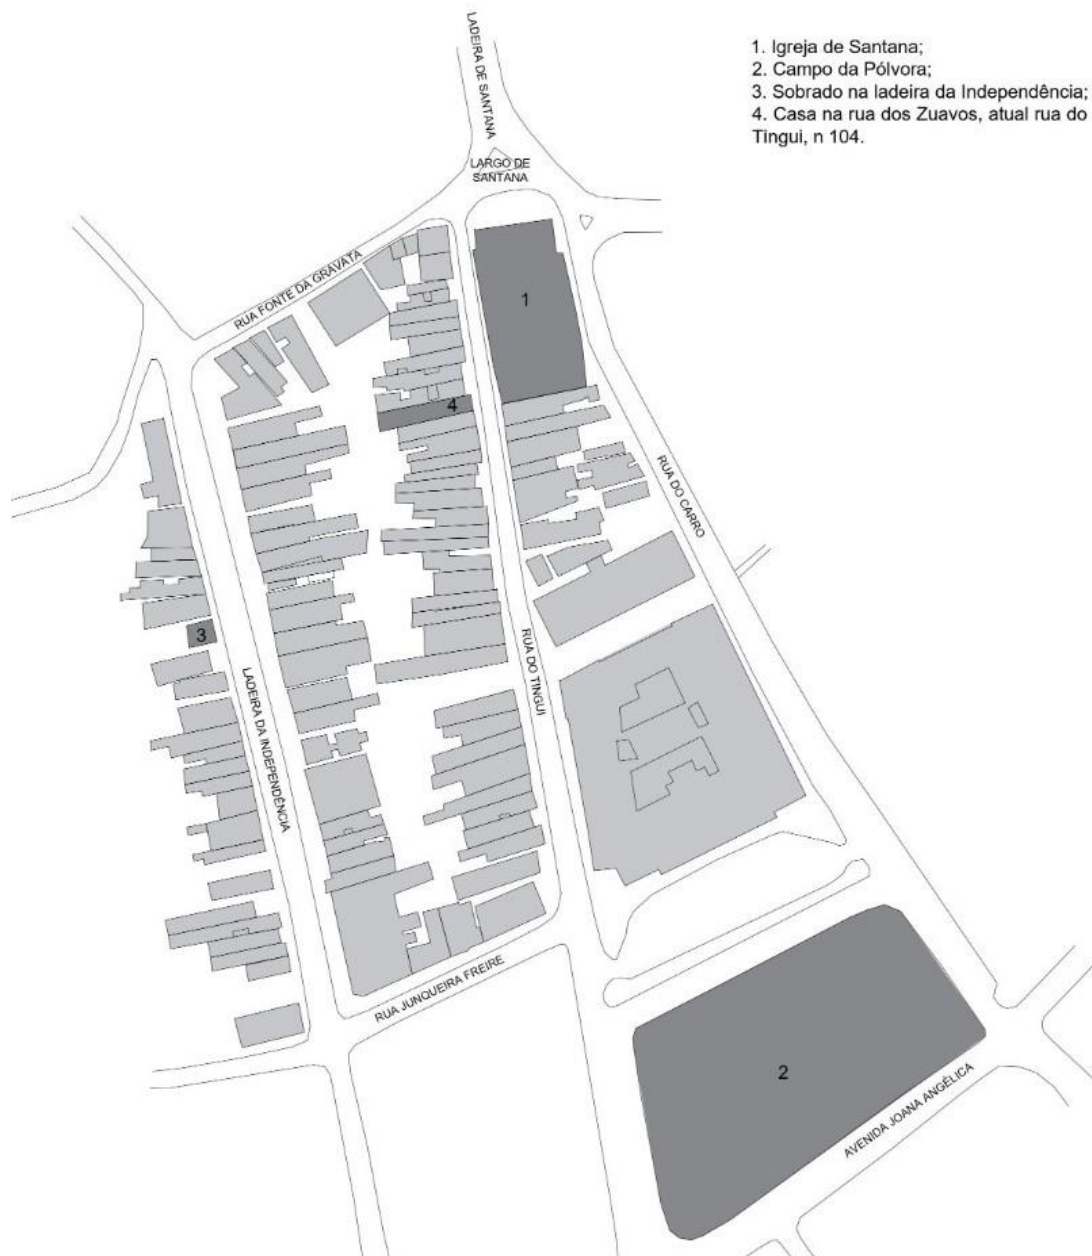 1. Igreja de Santana;
2. Campo da Pólvora;
3. Sobrado na ladeira da Independência;
4. Casa na rua dos Zuavos, atual rua do
Tingui, n 104.
LADEIRA DE SANTANA
LARGO DE
SANTANA
RUA FONTE DA GRAVATA
1
4
RUA DO CARRO
3
RUA DO TINGUI
LADEIRA DA INDEPENDÊNCIA
RUA JUNQUEIRA FREIRE
2
AVENIDA JOANA ANGÉLICA